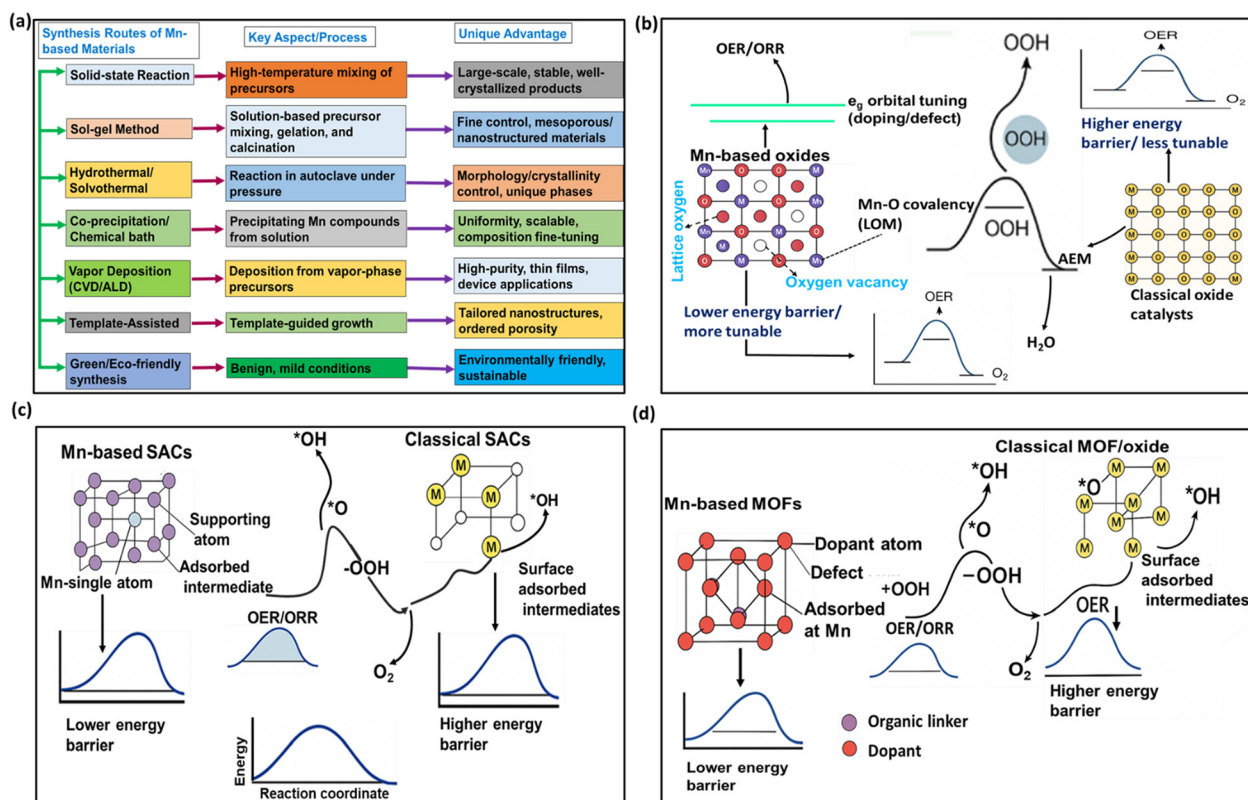 (a)
Synthesis Routes of Mn-
based Materials
Key Aspect/Process
Unique Advantage
Solid-state Reaction
High-temperature mixing of
precursors
Large-scale, stable, well-
crystallized products
Sol-gel Method
Solution-based precursor
mixing, gelation, and
calcination
Fine control, mesoporous/
nanostructured materials
Hydrothermal/
Solvothermal
Reaction in autoclave under
pressure
Morphology/crystallinity
control, unique phases
Co-precipitation/
Chemical bath
Precipitating Mn compounds
from solution
Uniformity, scalable,
composition fine-tuning
Vapor Deposition
(CVD/ALD)
Deposition from vapor-phase
precursors
High-purity, thin films,
device applications
Template-Assisted
Template-guided growth
Tailored nanostructures,
ordered porosity
Green/Eco-friendly
synthesis
Benign, mild conditions
Environmentally friendly,
sustainable
(b)
OER/ORR
eg orbital tuning
(doping/defect)
Mn-based oxides
Mn O M O Mn
M
O M O M
Mn O M O Mn
M
O M O Mn
Lattice oxygen
Oxygen vacancy
Mn-O covalency
(LOM)
Lower energy barrier/
more tunable
OER
O2
OOH
OOH
OOH
AEM
H2O
OER
O2
Higher energy
barrier/ less tunable
M O O O M
M O O O M
M O O O M
M O O O M
M O O O M
Classical oxide
catalysts
(c)
Mn-based SACs
Supporting
atom
Adsorbed
intermediate
Mn-single atom
Lower energy
barrier
*OH
*O
-OOH
OER/ORR
O2
Energy
Reaction coordinate
Classical SACs
M
M
M
M
M
*OH
Surface
adsorbed
intermediates
Higher energy
barrier
(d)
Mn-based MOFs
Dopant atom
Defect
Adsorbed
at Mn
Lower energy
barrier
Organic linker
Dopant
+OOH
OER/ORR
*OH
*O
-OOH
O2
Classical MOF/oxide
*O
M
M
M
M
M
M
M
*OH
Surface
adsorbed
intermediates
OER
Higher energy
barrier